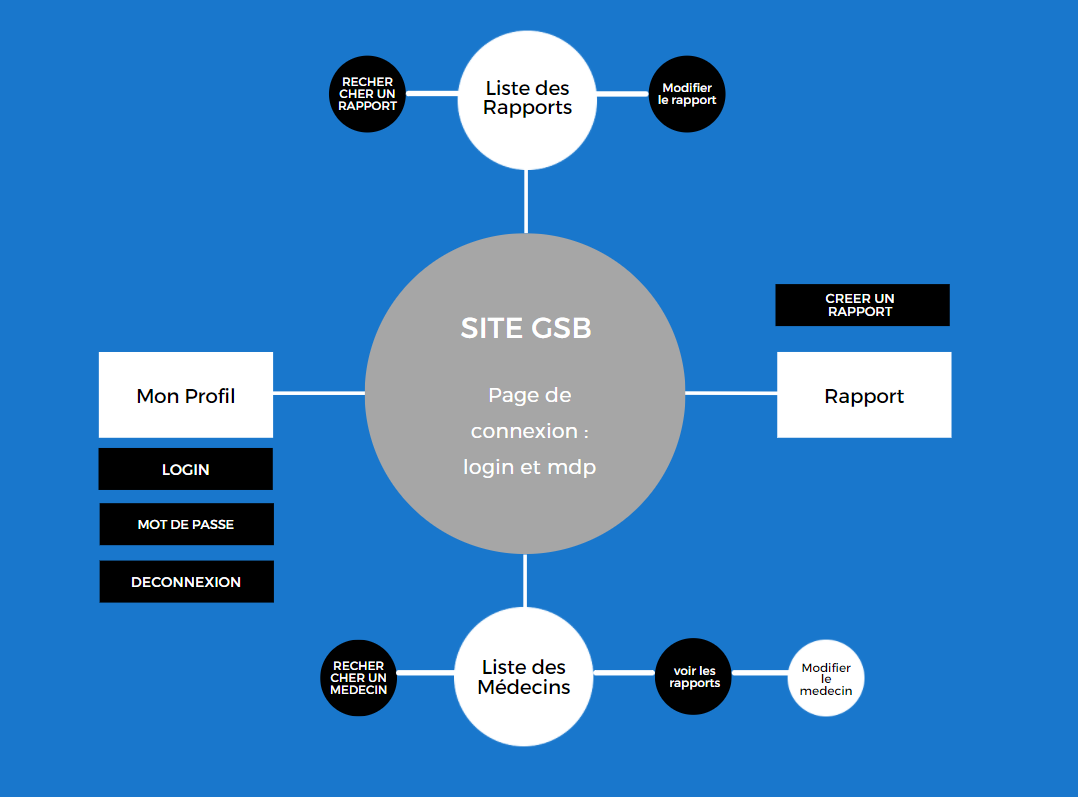 RECHER
CHER UN
RAPPORT
Liste des
Rapports
Modifier
le rapport
SITE GSB
Page de
connexion :
login et mdp
CREER UN
RAPPORT
Mon Profil
Rapport
LOGIN
MOT DE PASSE
DECONNEXION
RECHER
CHER UN
MEDECIN
Liste des
Médecins
voir les
rapports
Modifier
le
medecin